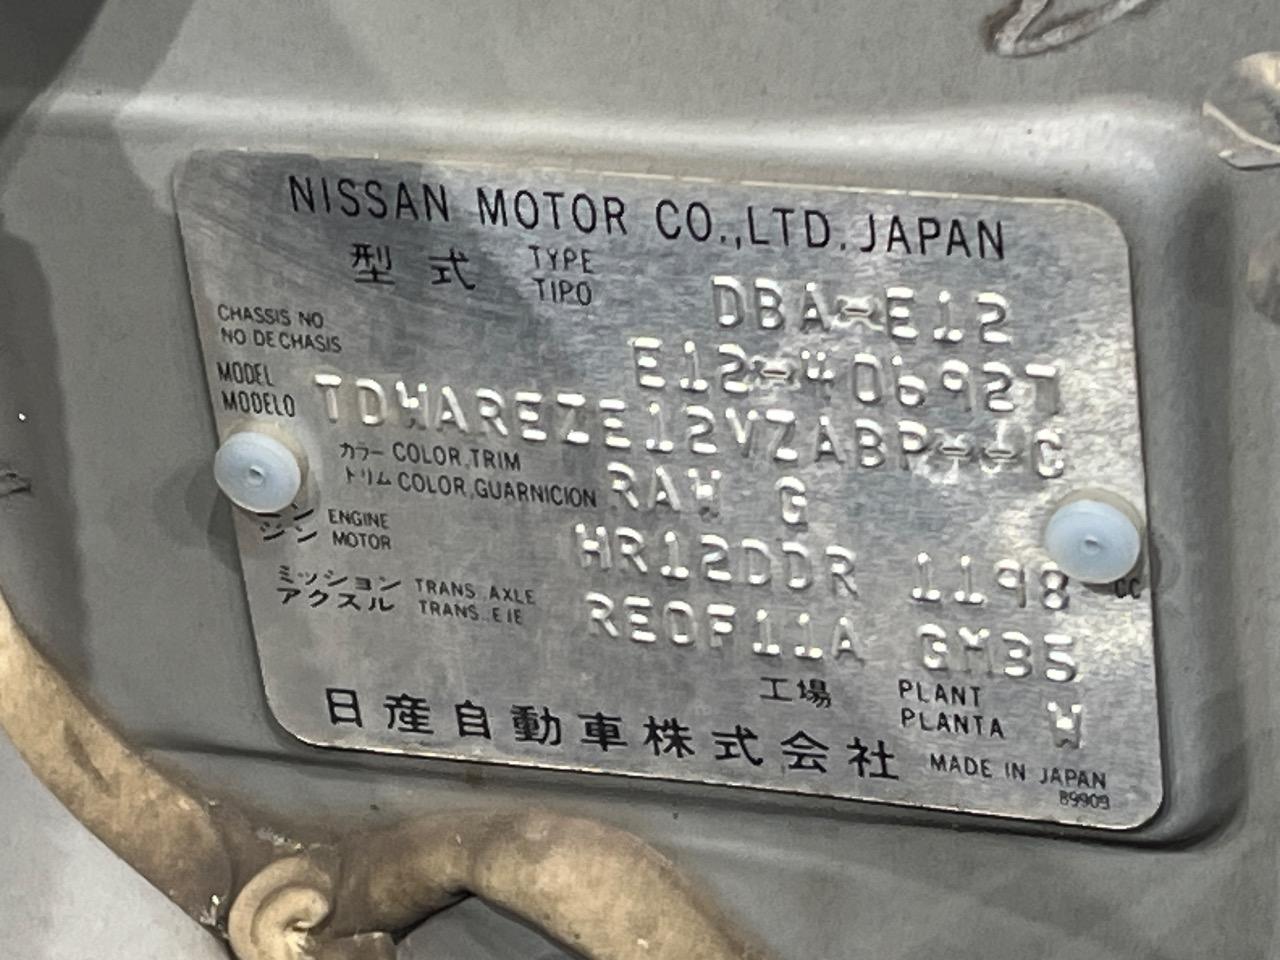 NISSAN MOTOR CO.,LTD. JAPAN
型式 TYPE DBA-E12
TIPO
CHASSIS NO
NO DE CHASIS E12-406927
MODEL
MODELO TDWAREZE12VZABP--G
カラー COLOR,TRIM
トリム COLOR,GUARNICION RAW G
ENGINE
MOTOR HR12DDR 1198 CC
ミッション TRANS. AXLE
アクスル TRANS. EJE RE0F11A GM35
工場 PLANT
PLANTA W
日産自動車株式会社 MADE IN JAPAN
B9909